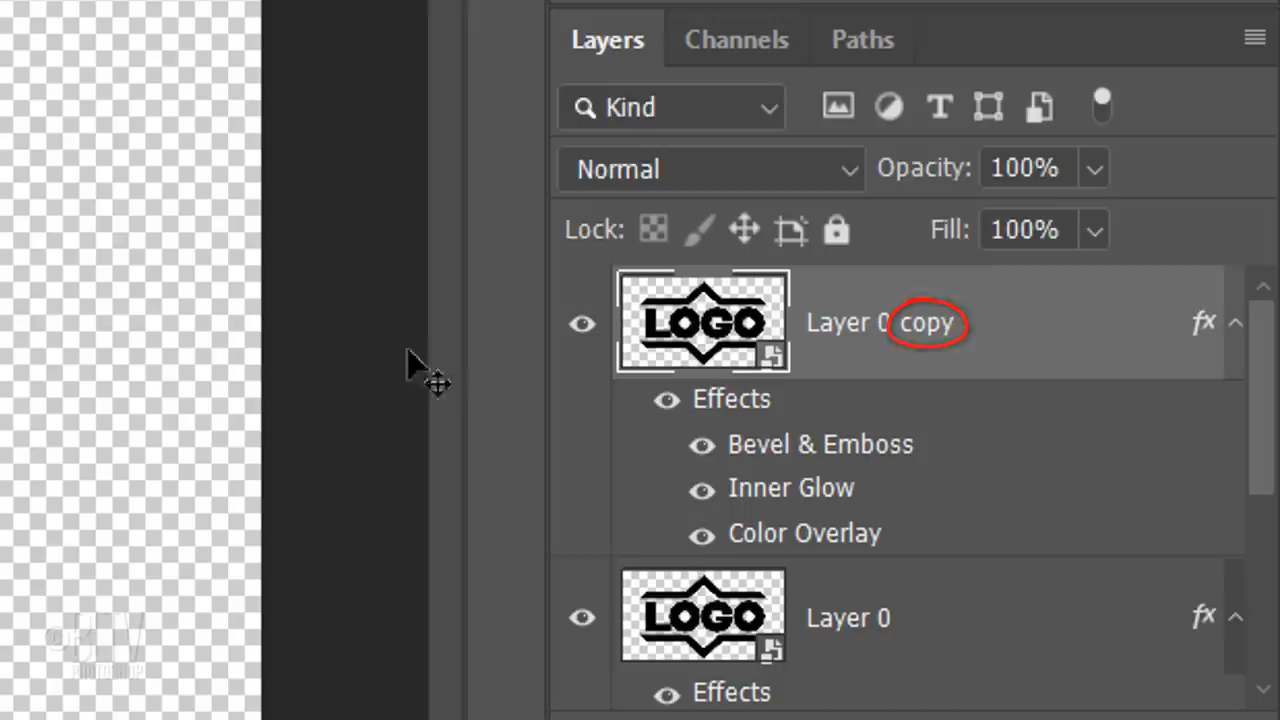 Layers Channels Paths
Kind
Normal Opacity: 100%
Lock: Fill: 100%
LOGO Layer 0 copy fx
Effects
Bevel & Emboss
Inner Glow
Color Overlay
LOGO Layer 0 fx
Effects
PHOTOSHOP